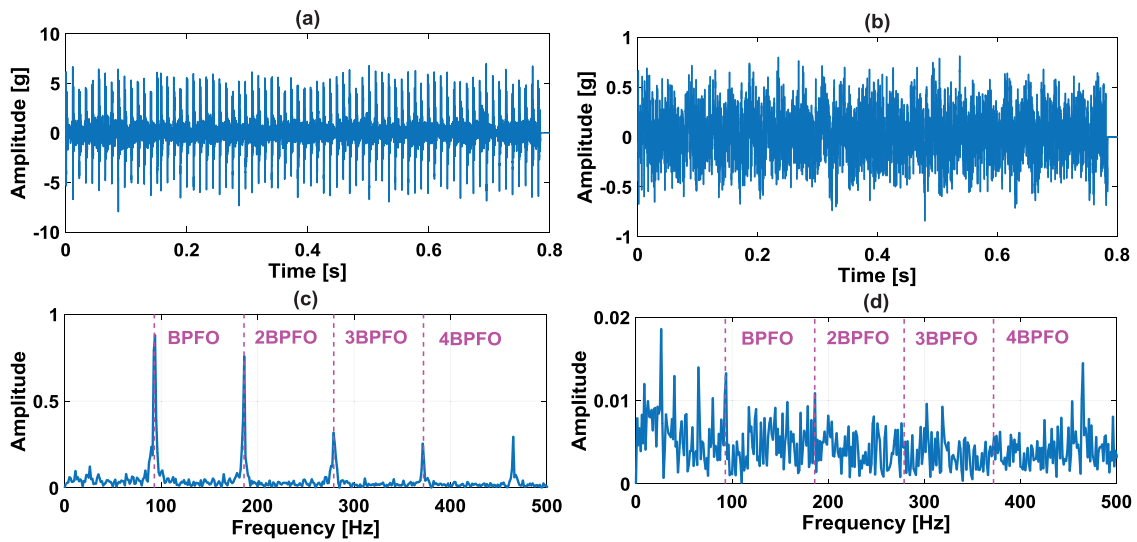 (a)
Amplitude [g]
10
5
0
-5
-10
0 0.2 0.4 0.6 0.8
Time [s]
(b)
Amplitude [g]
1
0.5
0
-0.5
-1
0 0.2 0.4 0.6 0.8
Time [s]
(c)
Amplitude
1
0.5
0
BPFO 2BPFO 3BPFO 4BPFO
0 100 200 300 400 500
Frequency [Hz]
(d)
Amplitude
0.02
0.01
0
BPFO 2BPFO 3BPFO 4BPFO
0 100 200 300 400 500
Frequency [Hz]